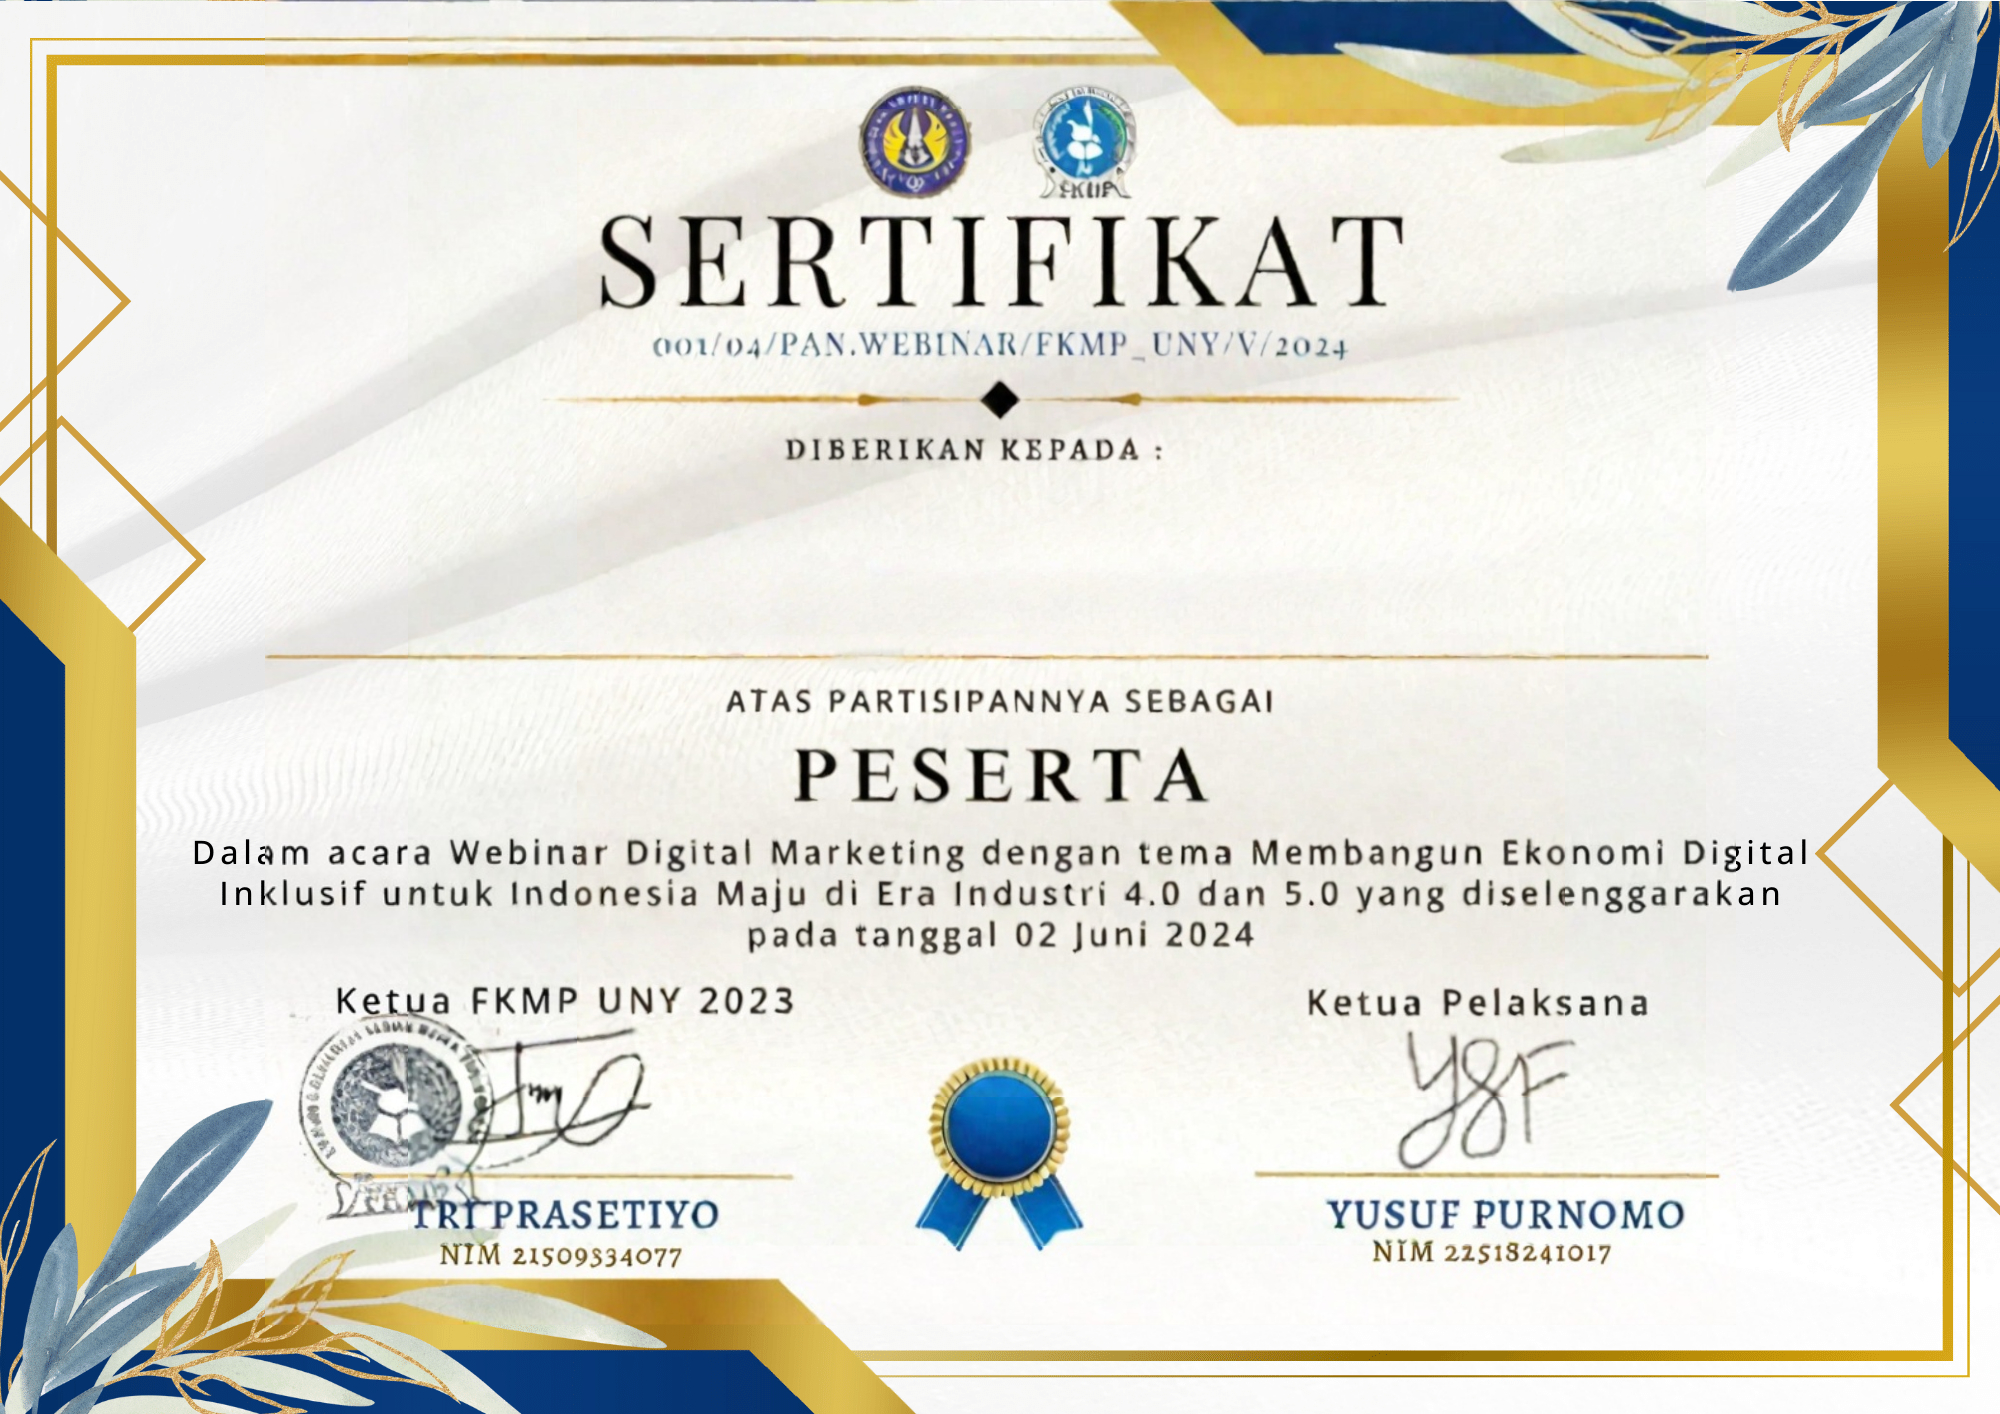 SERTIFIKAT
001/04/PAN.WEBINAR/FKMP_UNY/V/2024
DIBERIKAN KEPADA :
ATAS PARTISIPANNYA SEBAGAI
PESERTA
Dalam acara Webinar Digital Marketing dengan tema Membangun Ekonomi Digital
Inklusif untuk Indonesia Maju di Era Industri 4.0 dan 5.0 yang diselenggarakan
pada tanggal 02 Juni 2024
Ketua FKMP UNY 2023
Ketua Pelaksana
TRI PRASETIYO
YUSUF PURNOMO
NIM 21509334077
NIM 22518241017